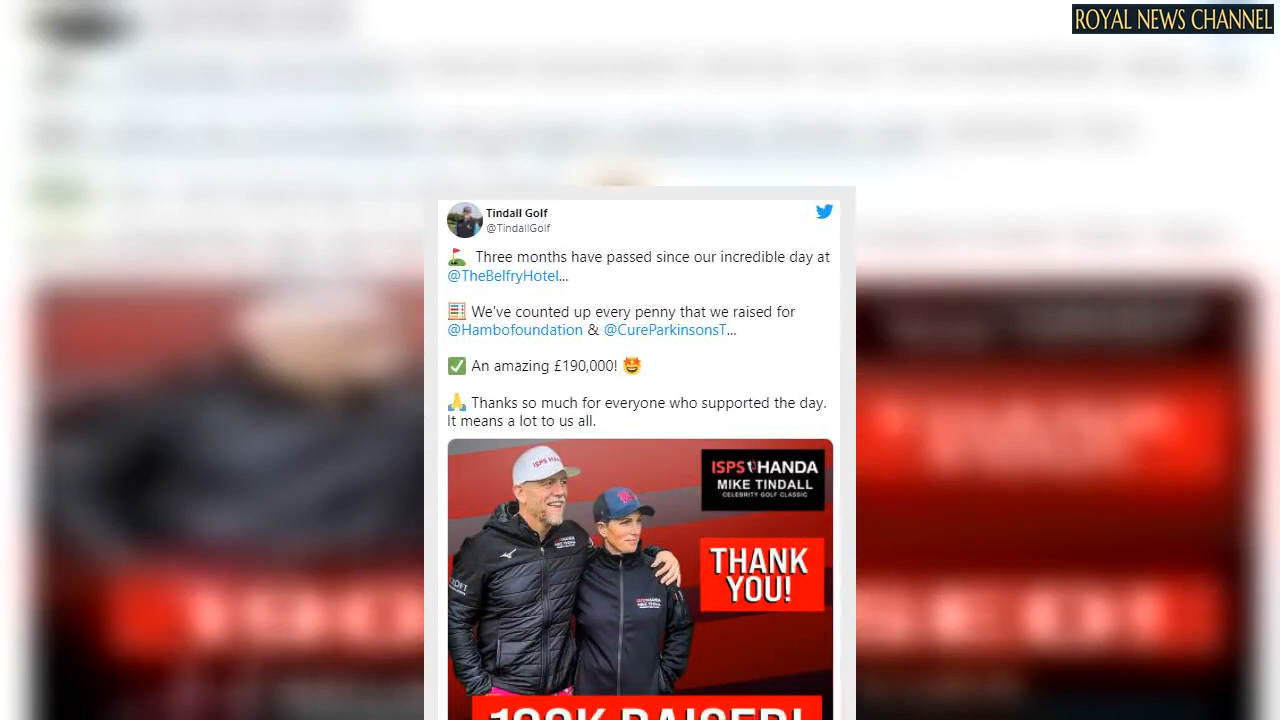 ROYAL NEWS CHANNEL
Tindall Golf
@TindallGolf
Three months have passed since our incredible day at
@TheBelfryHotel...
We've counted up every penny that we raised for
@Hambofoundation & @CureParkinsonsT...
An amazing £190,000!
Thanks so much for everyone who supported the day.
It means a lot to us all.
ISPS HANDA
MIKE TINDALL
CELEBRITY GOLF CLASSIC
THANK
YOU!
190K RAISED!